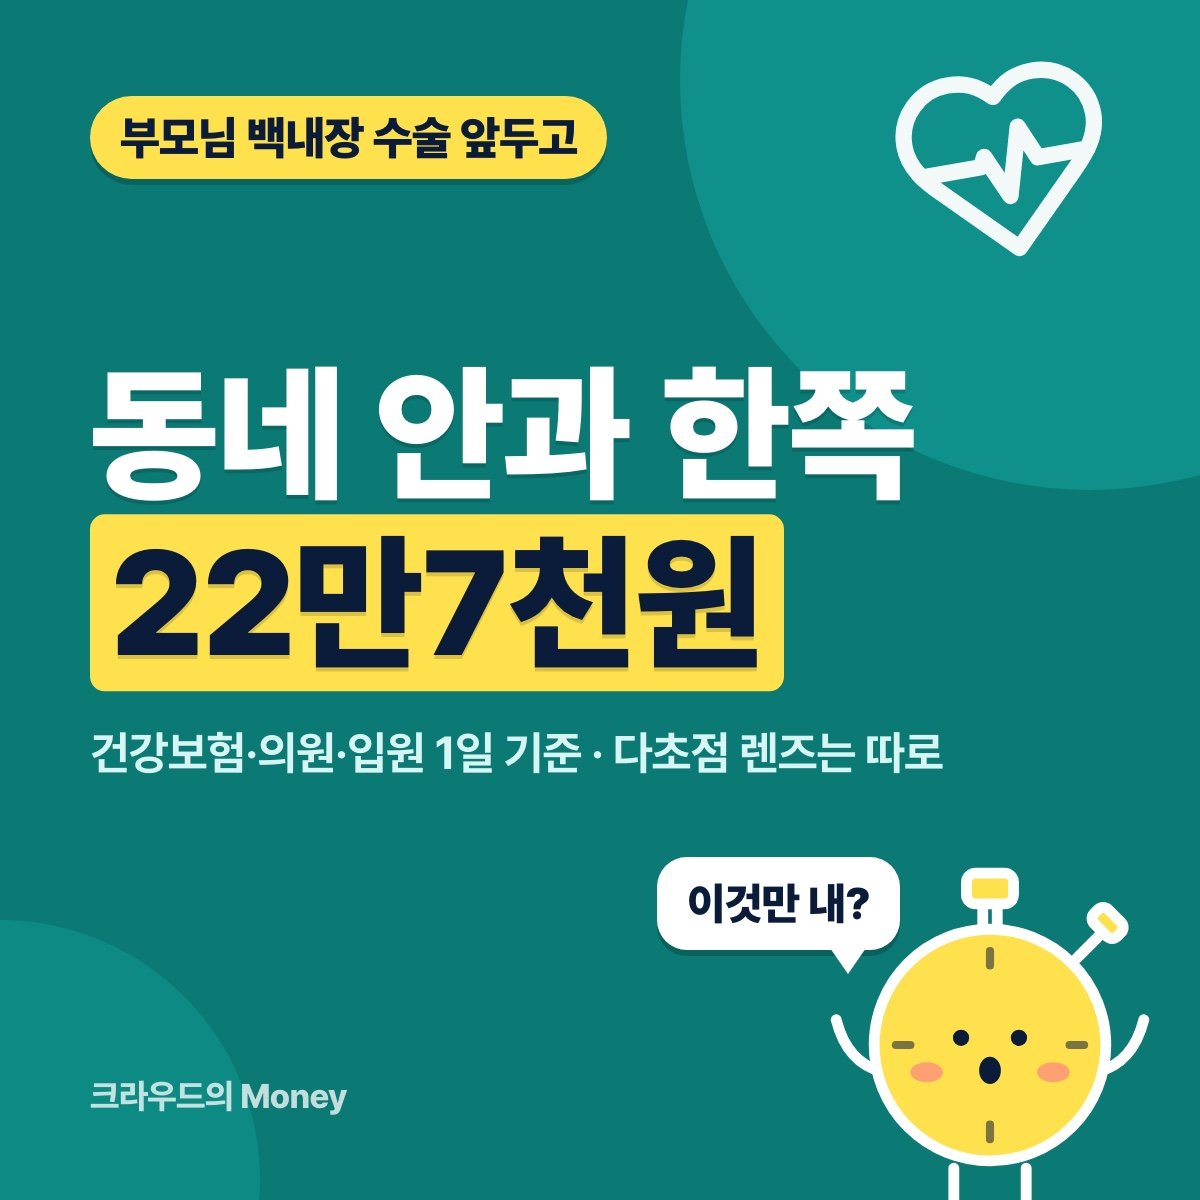 부모님 백내장 수술 앞두고
동네 안과 한쪽
22만7천원
건강보험·의원·입원 1일 기준 · 다초점 렌즈는 따로
이것만 내?
크라우드의 Money